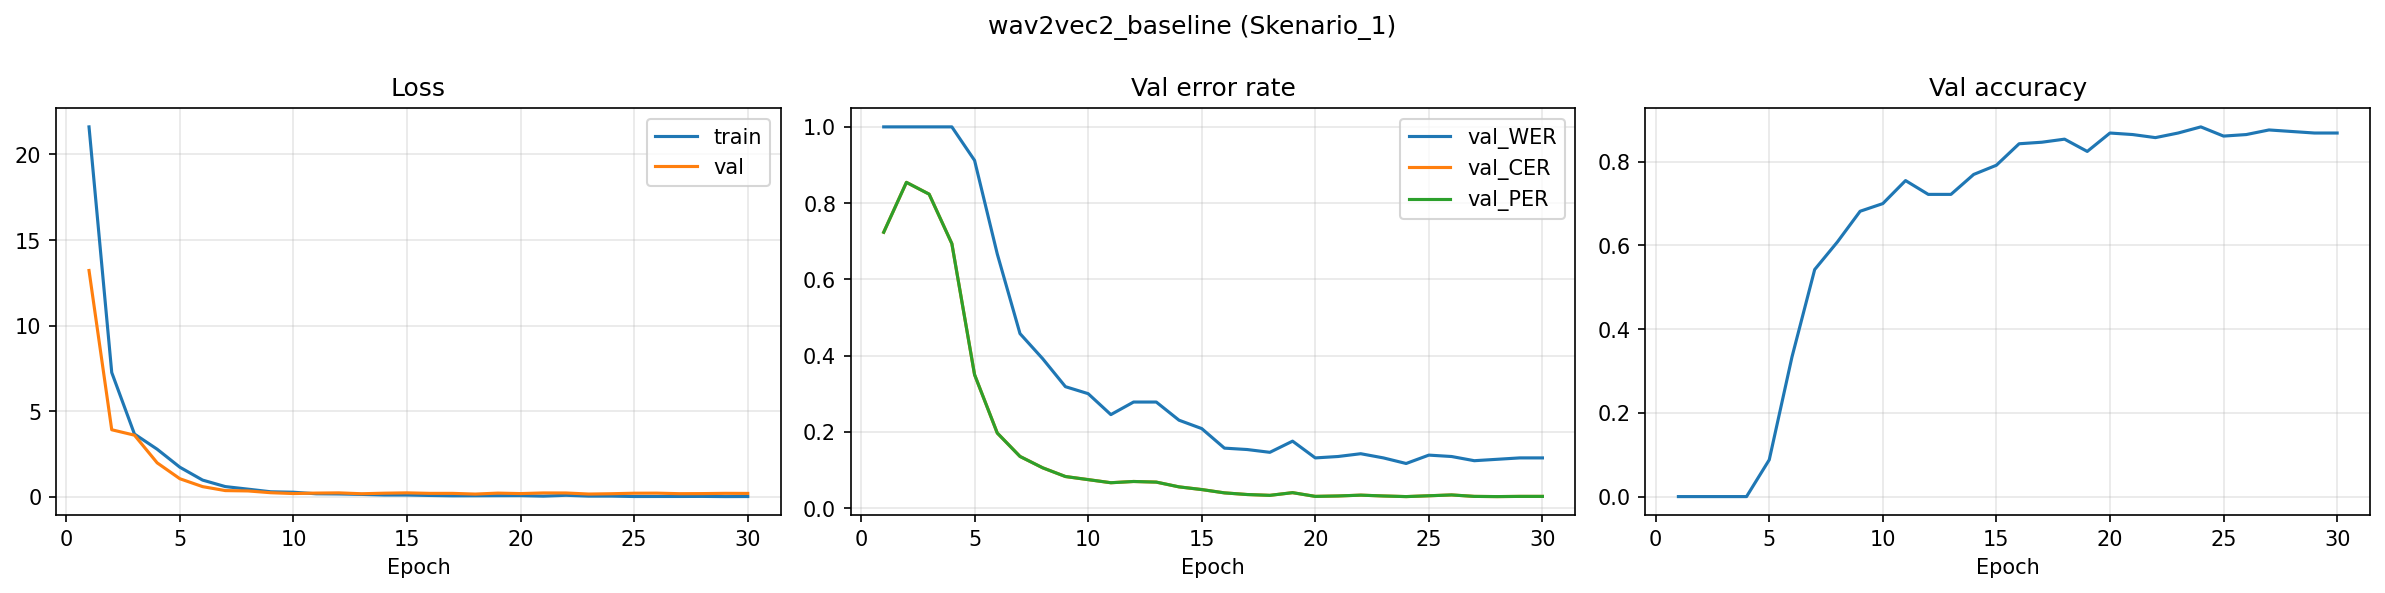 wav2vec2_baseline (Skenario_1)
Loss
train
val
20
15
10
5
0
0 5 10 15 20 25 30
Epoch
Val error rate
val_WER
val_CER
val_PER
1.0
0.8
0.6
0.4
0.2
0.0
0 5 10 15 20 25 30
Epoch
Val accuracy
0.8
0.6
0.4
0.2
0.0
0 5 10 15 20 25 30
Epoch